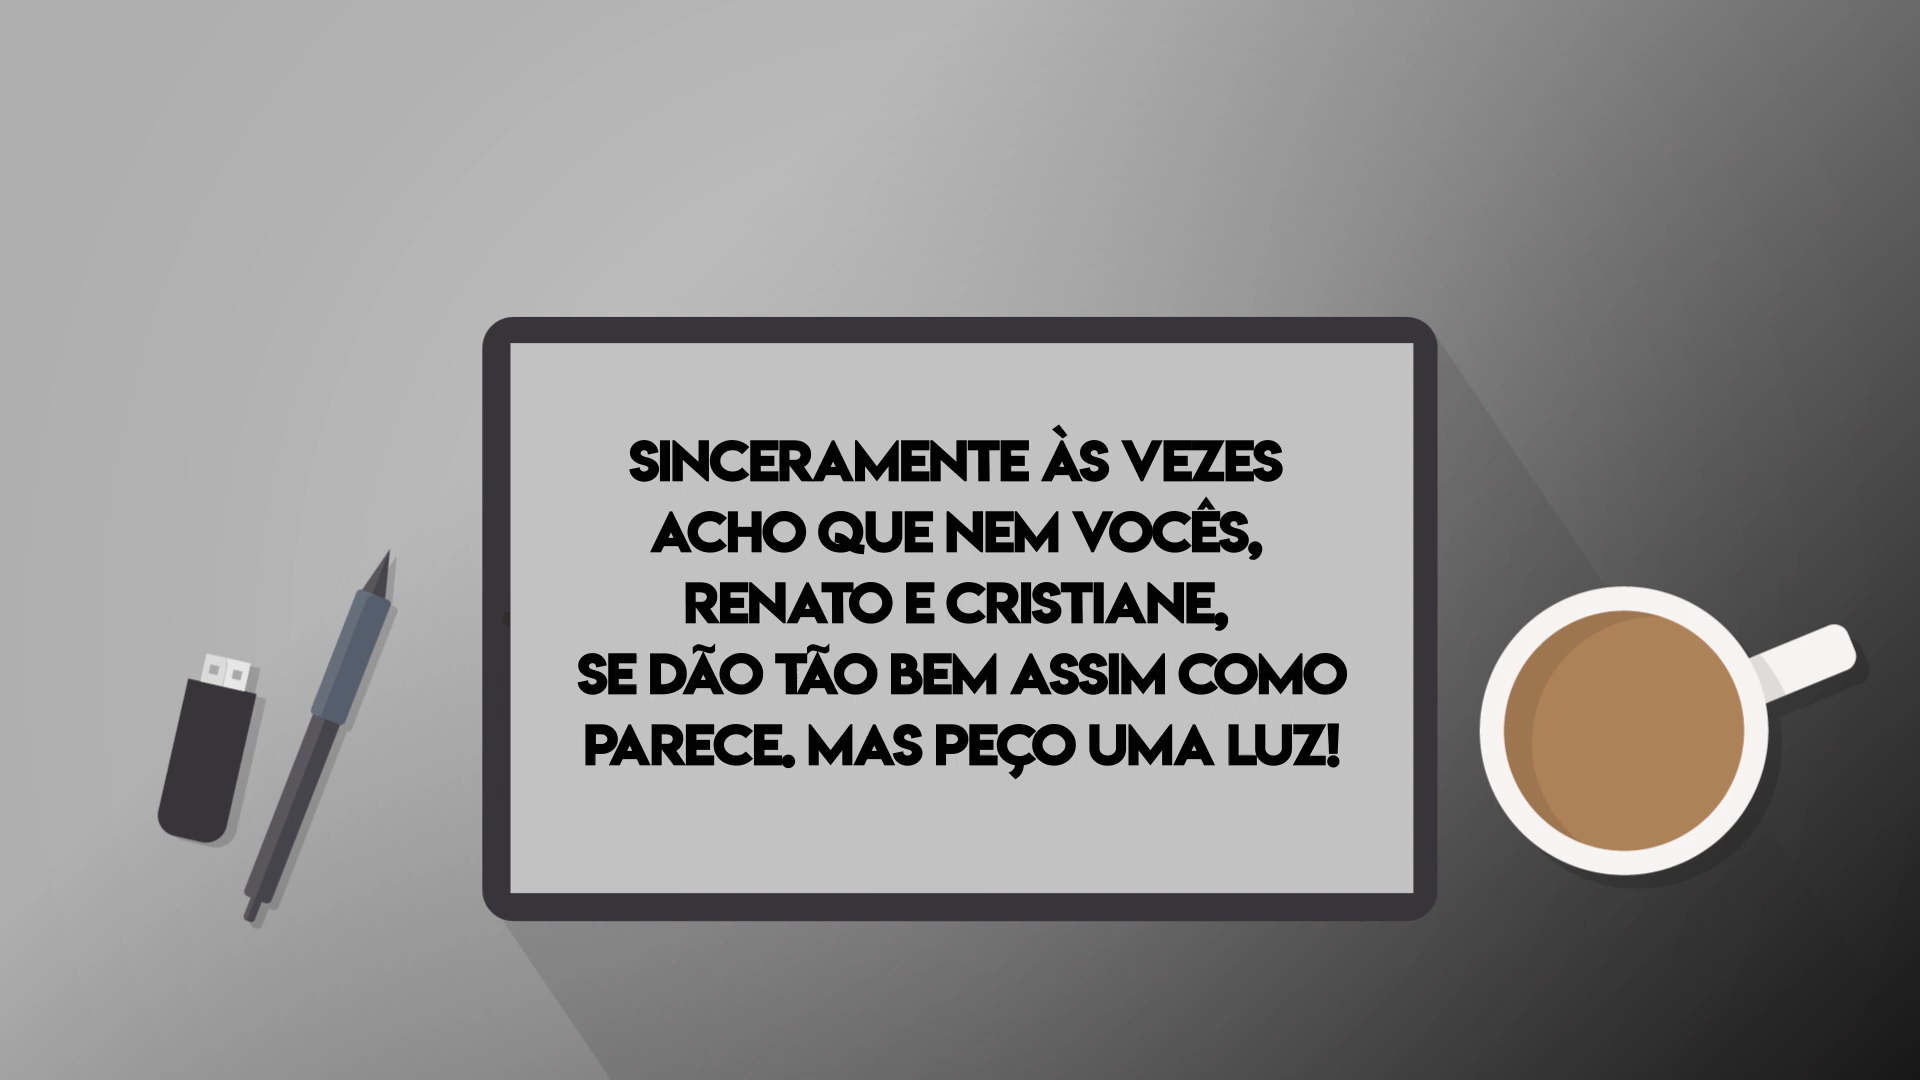 SINCERAMENTE ÀS VEZES
ACHO QUE NEM VOCÊS,
RENATO E CRISTIANE,
SE DÃO TÃO BEM ASSIM COMO
PARECE. MAS PEÇO UMA LUZ!